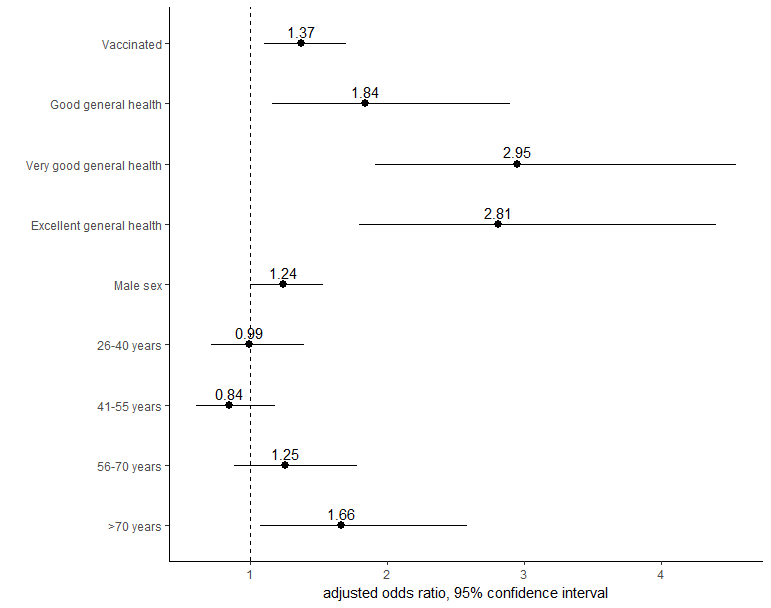 Vaccinated 1.37
Good general health 1.84
Very good general health 2.95
Excellent general health 2.81
Male sex 1.24
26-40 years 0.99
41-55 years 0.84
56-70 years 1.25
>70 years 1.66
1 2 3 4
adjusted odds ratio, 95% confidence interval